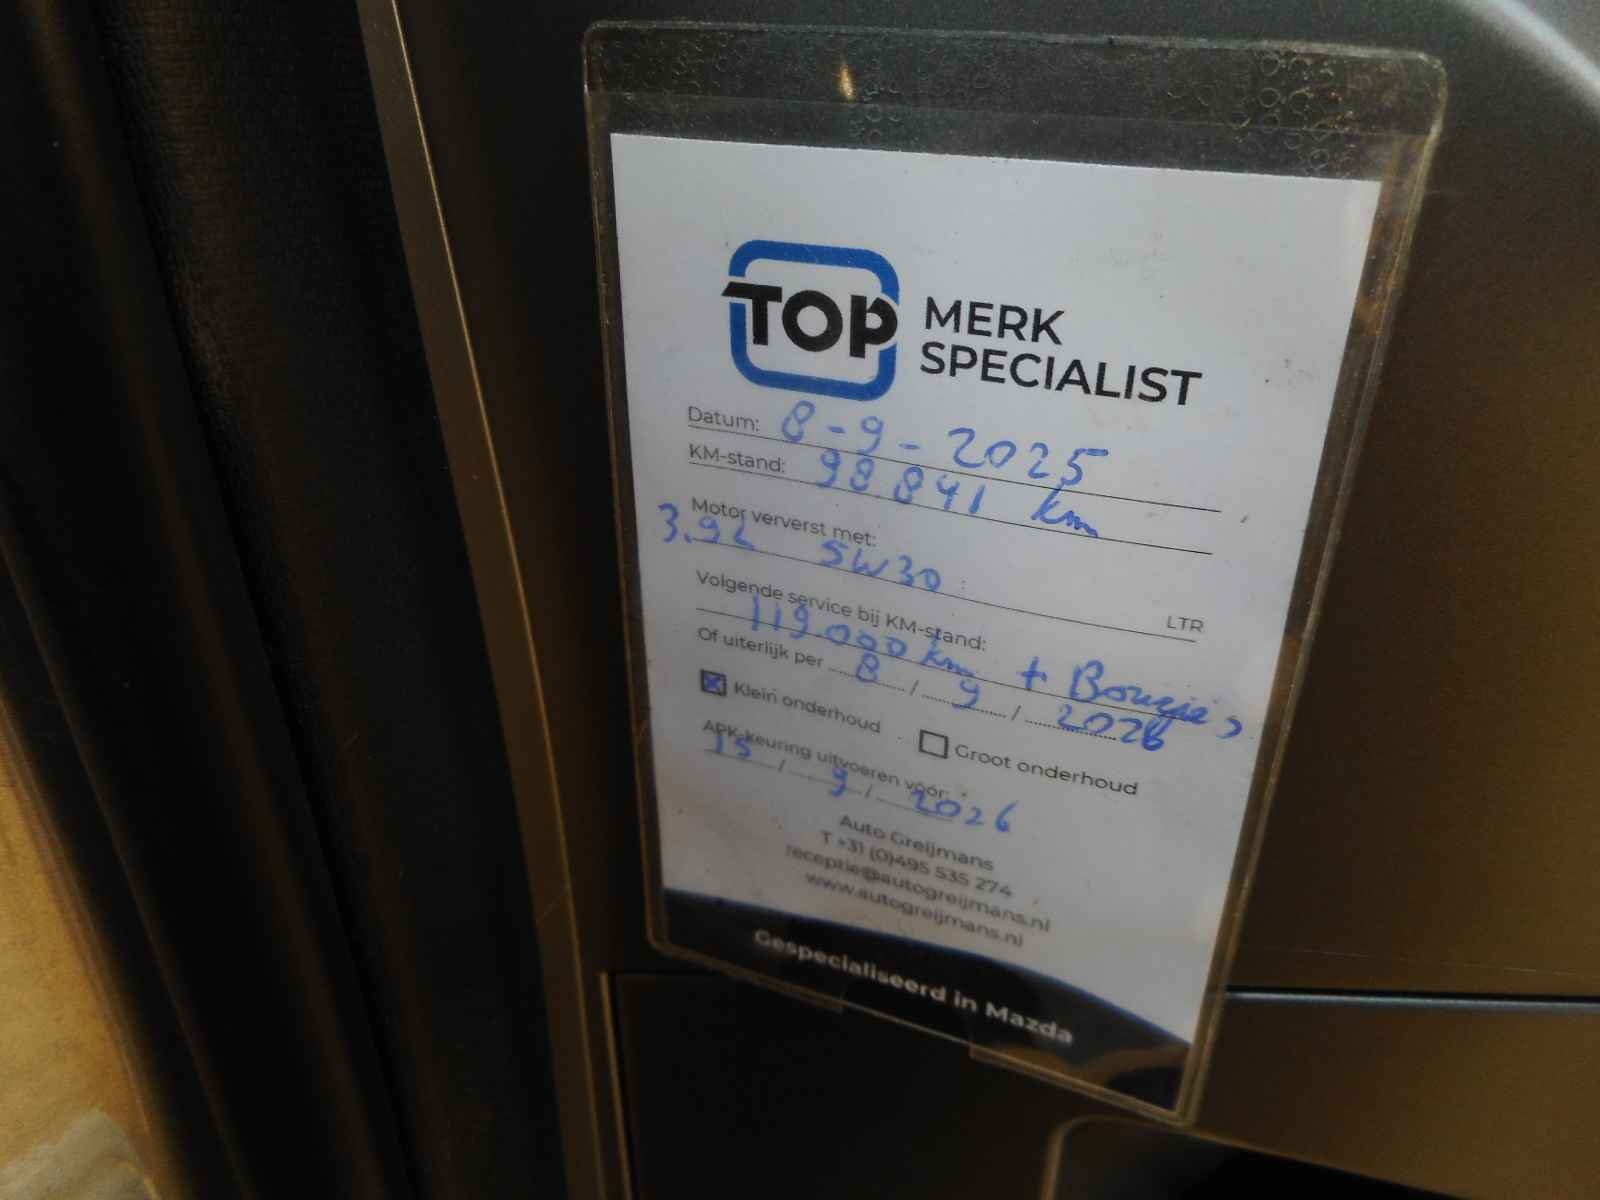 TOP MERK
SPECIALIST
Datum: 8-9-2025
KM-stand: 98.841 km
Motor ververst met:
3.9L 5W30 : LTR
Volgende service bij KM-stand:
119.000 km + Bougie's
Of uiterlijk per 8 / 9 / 2026
Klein onderhoud Groot onderhoud
APK-keuring uitvoeren vóór:
15 / 9 / 2026
Auto Greijmans
T +31 (0)495 535 274
receptie@autogreijmans.nl
www.autogreijmans.nl
Gespecialiseerd in Mazda